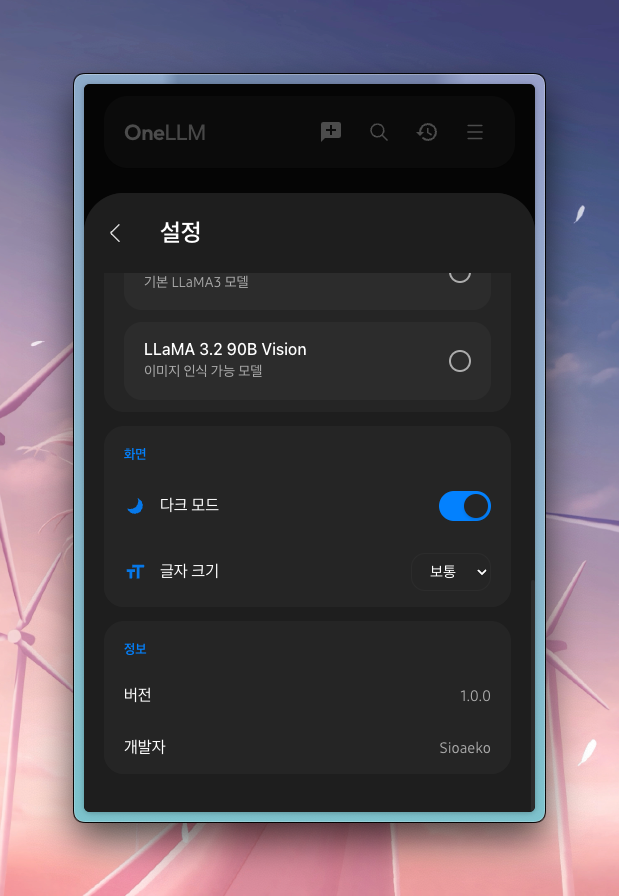 OneLLM
설정
기본 LLaMA3 모델
LLaMA 3.2 90B Vision
이미지 인식 가능 모델
화면
다크 모드
글자 크기
보통
정보
버전
1.0.0
개발자
Sioaeko